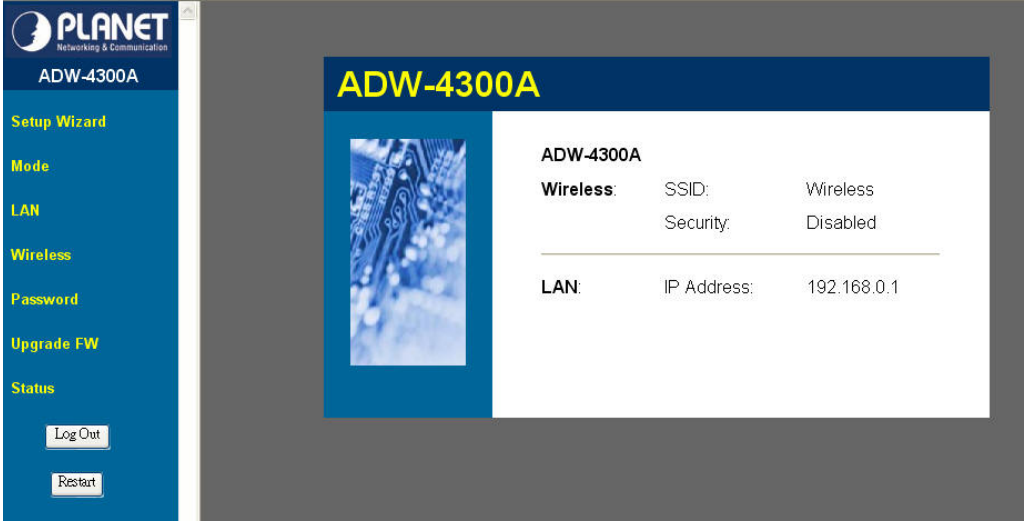 PLANET
Networking & Communication
ADW-4300A
Setup Wizard
Mode
LAN
Wireless
Password
Upgrade FW
Status
Log Out
Restart
ADW-4300A
ADW-4300A
Wireless: SSID: Wireless
Security: Disabled
LAN: IP Address: 192.168.0.1